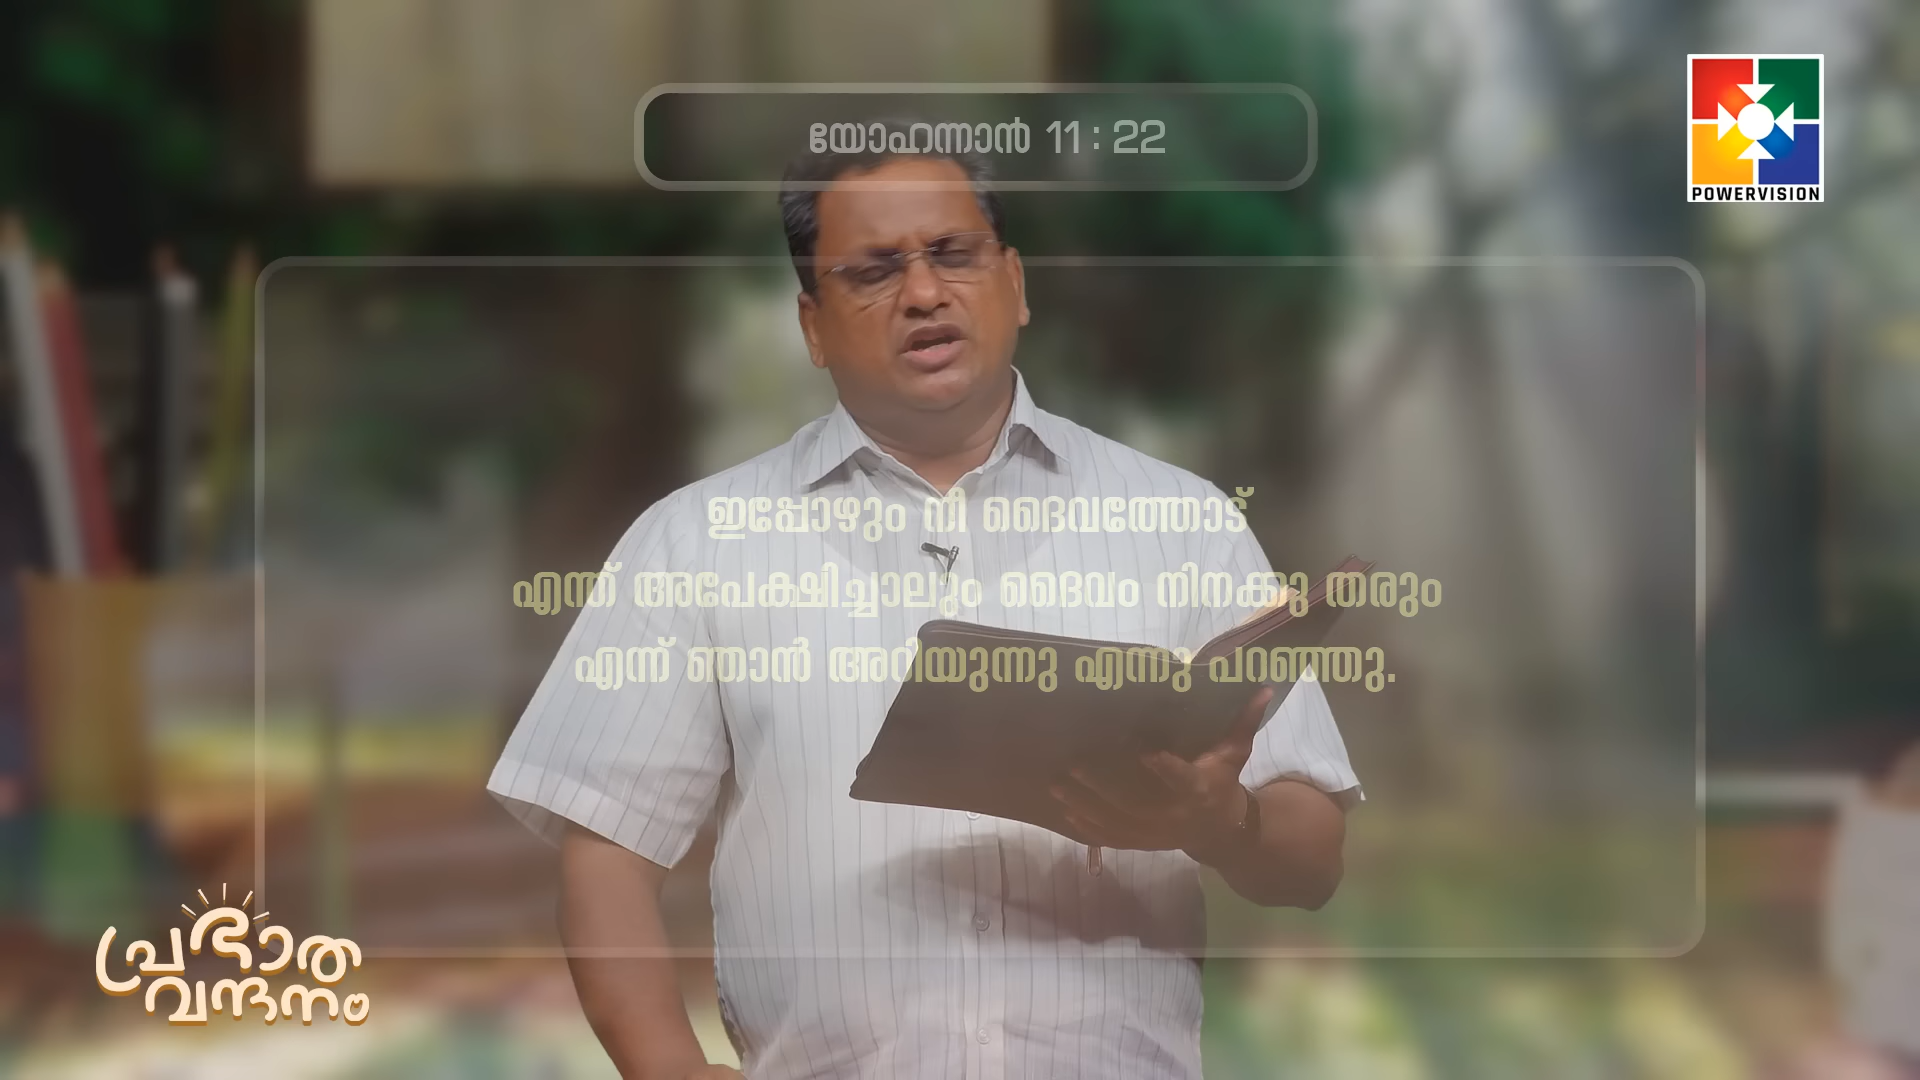 യോഹന്നാൻ 11 : 22
POWERVISION
ഇപ്പോഴും നീ ദൈവത്തോട്
എന്ത് അപേക്ഷിച്ചാലും ദൈവം നിനക്കു തരും
എന്ന് ഞാൻ അറിയുന്നു എന്നു പറഞ്ഞു.
പ്രഭാത
വന്ദനം